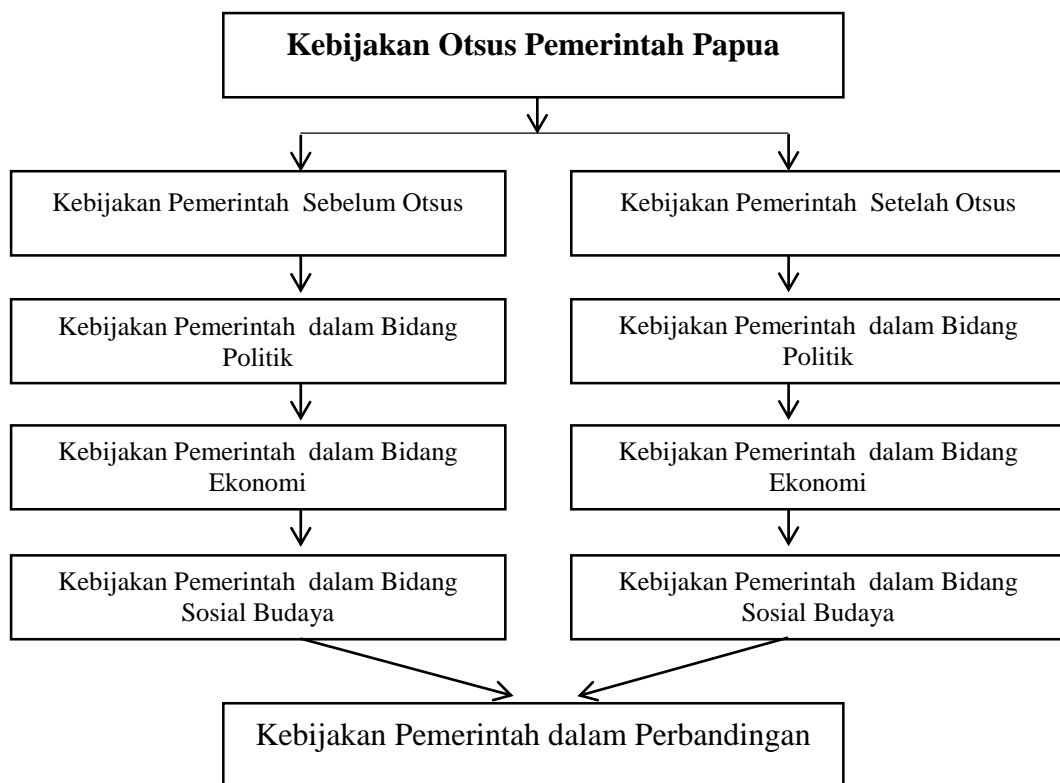 Kebijakan Otsus Pemerintah Papua
Kebijakan Pemerintah Sebelum Otsus
Kebijakan Pemerintah Setelah Otsus
Kebijakan Pemerintah dalam Bidang
Politik
Kebijakan Pemerintah dalam Bidang
Politik
Kebijakan Pemerintah dalam Bidang
Ekonomi
Kebijakan Pemerintah dalam Bidang
Ekonomi
Kebijakan Pemerintah dalam Bidang
Sosial Budaya
Kebijakan Pemerintah dalam Bidang
Sosial Budaya
Kebijakan Pemerintah dalam Perbandingan